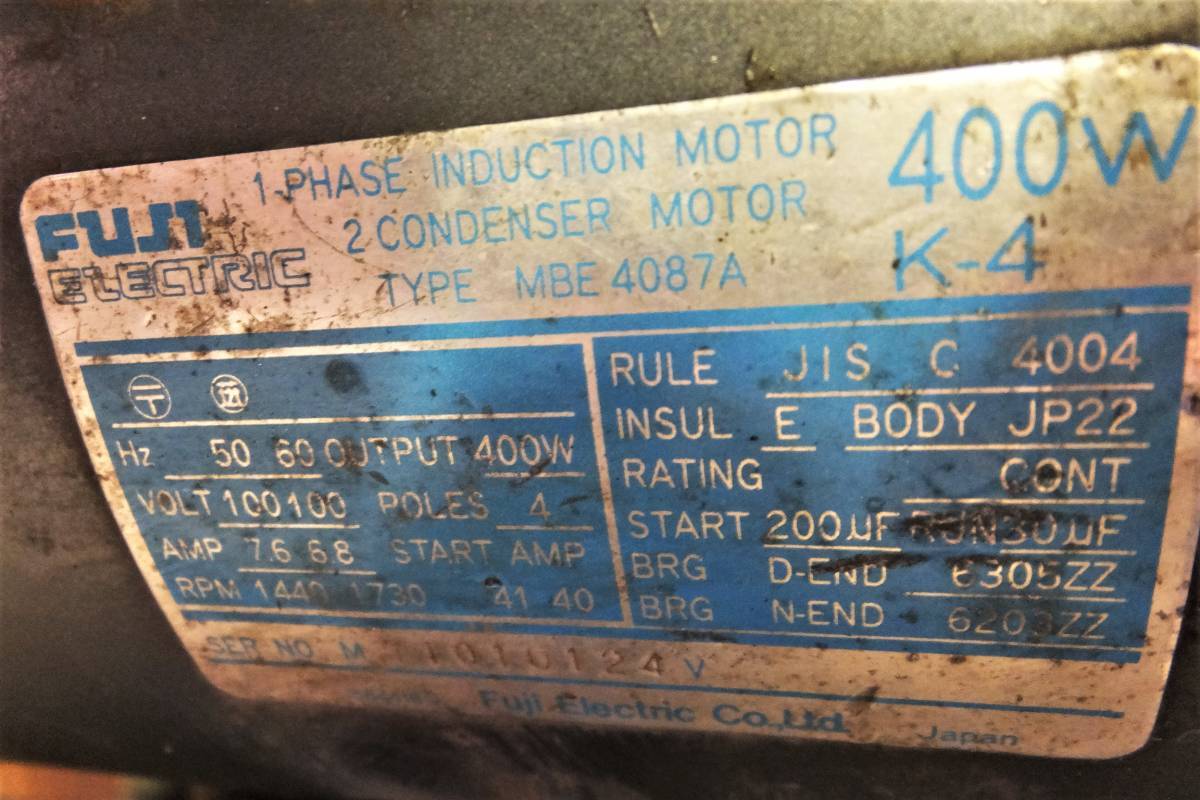 FUJI
ELECTRIC
1-PHASE INDUCTION MOTOR
2 CONDENSER MOTOR
TYPE MBE 4087A
400W
K-4
Hz 50 60 OUTPUT 400W
VOLT 100 100 POLES 4
AMP 7.6 6.8 START AMP
RPM 1440 1730 41 40
RULE JIS C 4004
INSUL E BODY JP22
RATING CONT
START 200μF RUN 30μF
BRG D-END 6305ZZ
BRG N-END 6203ZZ
SER NO. M V
Fuji Electric Co., Ltd.
Japan